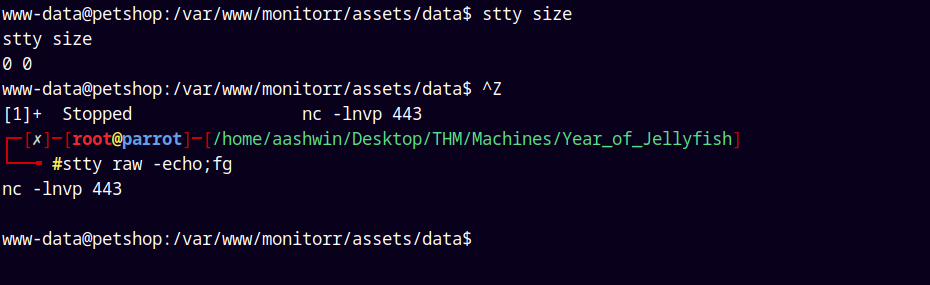 www-data@petshop:/var/www/monitorr/assets/data$ stty size
stty size
0 0
www-data@petshop:/var/www/monitorr/assets/data$ ^Z
[1]+  Stopped                 nc -lnvp 443
┌─[✗]─[root@parrot]─[/home/aashwin/Desktop/THM/Machines/Year_of_Jellyfish]
└──╼ #stty raw -echo;fg
nc -lnvp 443

www-data@petshop:/var/www/monitorr/assets/data$